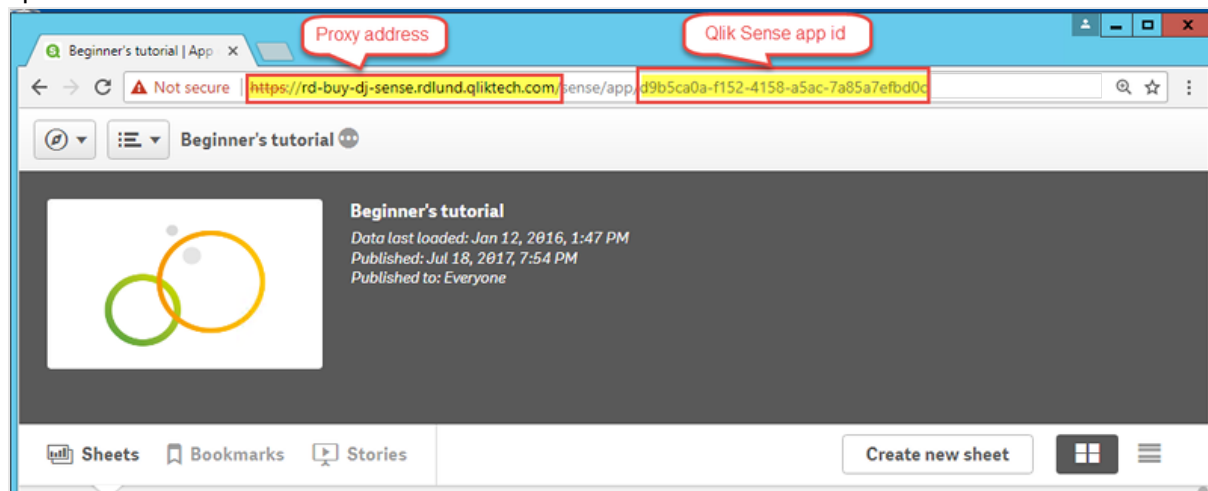 Proxy address
Qlik Sense app id
Beginner's tutorial | App
Not secure | https://rd-buy-dj-sense.rdlund.qliktech.com/sense/app/d9b5ca0a-f152-4158-a5ac-7a85a7efbd0c
Beginner's tutorial
Beginner's tutorial
Data last loaded: Jan 12, 2016, 1:47 PM
Published: Jul 18, 2017, 7:54 PM
Published to: Everyone
Sheets Bookmarks Stories Create new sheet